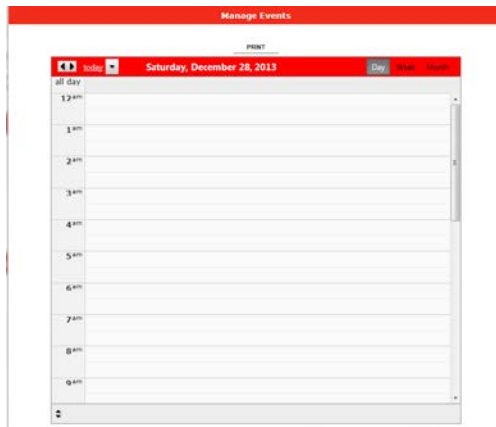 Manage Events
PRINT
today Saturday, December 28, 2013 Day Week Month
all day
12am
1am
2am
3am
4am
5am
6am
7am
8am
9am